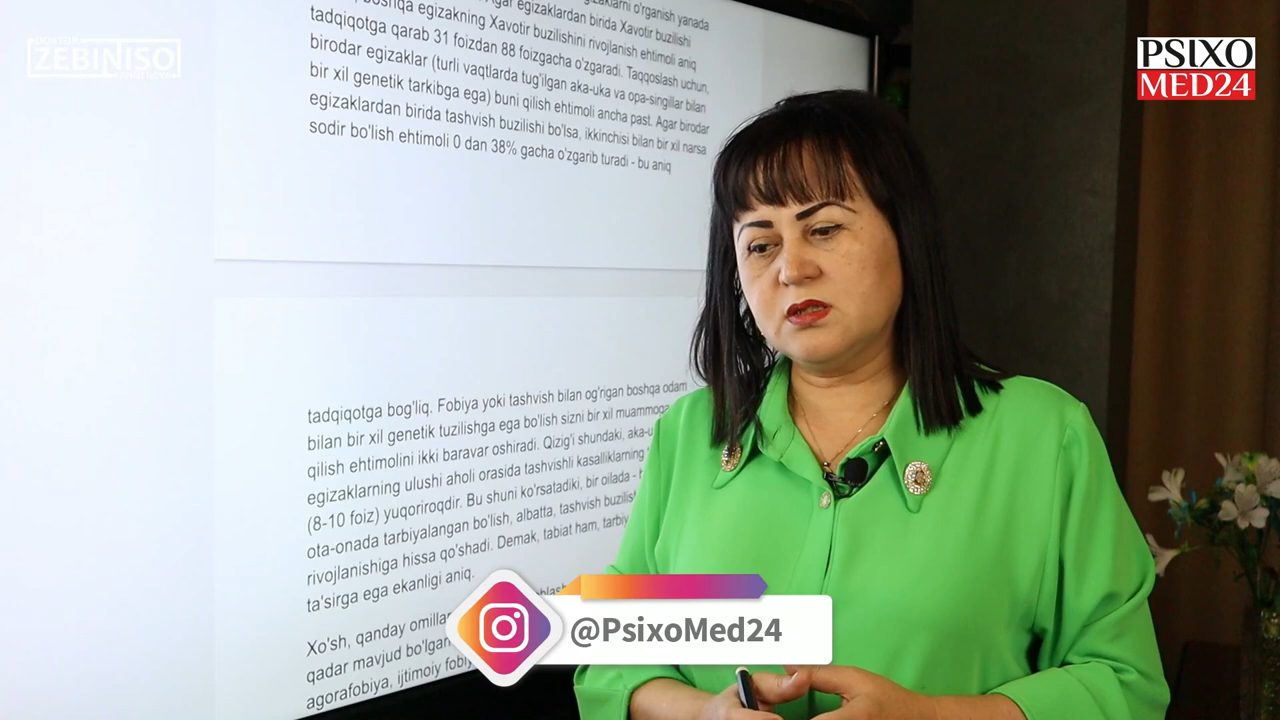 DOKTOR
ZEBINISO
PSIXO
MED24
o'rganish yanada
boshqa egizakning Xavotir buzilishini rivojlanish ehtimoli aniq
Agar egizaklardan birida Xavotir buzilishi
tadqiqotga qarab 31 foizdan 88 foizgacha o'zgaradi. Taqqoslash uchun,
birodar egizaklar (turli vaqtlarda tug'ilgan aka-uka va opa-singillar bilan
bir xil genetik tarkibga ega) buni qilish ehtimoli ancha past. Agar birodar
egizaklardan birida tashvish buzilishi bo'lsa, ikkinchisi bilan bir xil narsa
sodir bo'lish ehtimoli 0 dan 38% gacha o'zgarib turadi - bu aniq
tadqiqotga bog'liq. Fobiya yoki tashvish bilan og'rigan boshqa odam
bilan bir xil genetik tuzilishga ega bo'lish sizni bir xil muammoga
qilish ehtimolini ikki baravar oshiradi. Qizig'i shundaki, aka-u
egizaklarning ulushi aholi orasida tashvishli kasalliklarning
(8-10 foiz) yuqoriroqdir. Bu shuni ko'rsatadiki, bir oilada -
ota-onada tarbiyalangan bo'lish, albatta, tashvish buzilis
rivojlanishiga hissa qo'shadi. Demak, tabiat ham, tarbiy
ta'sirga ega ekanligi aniq.
Xo'sh, qanday omillar
qadar mavjud bo'lgan
agorafobiya, ijtimoiy foby
@PsixoMed24